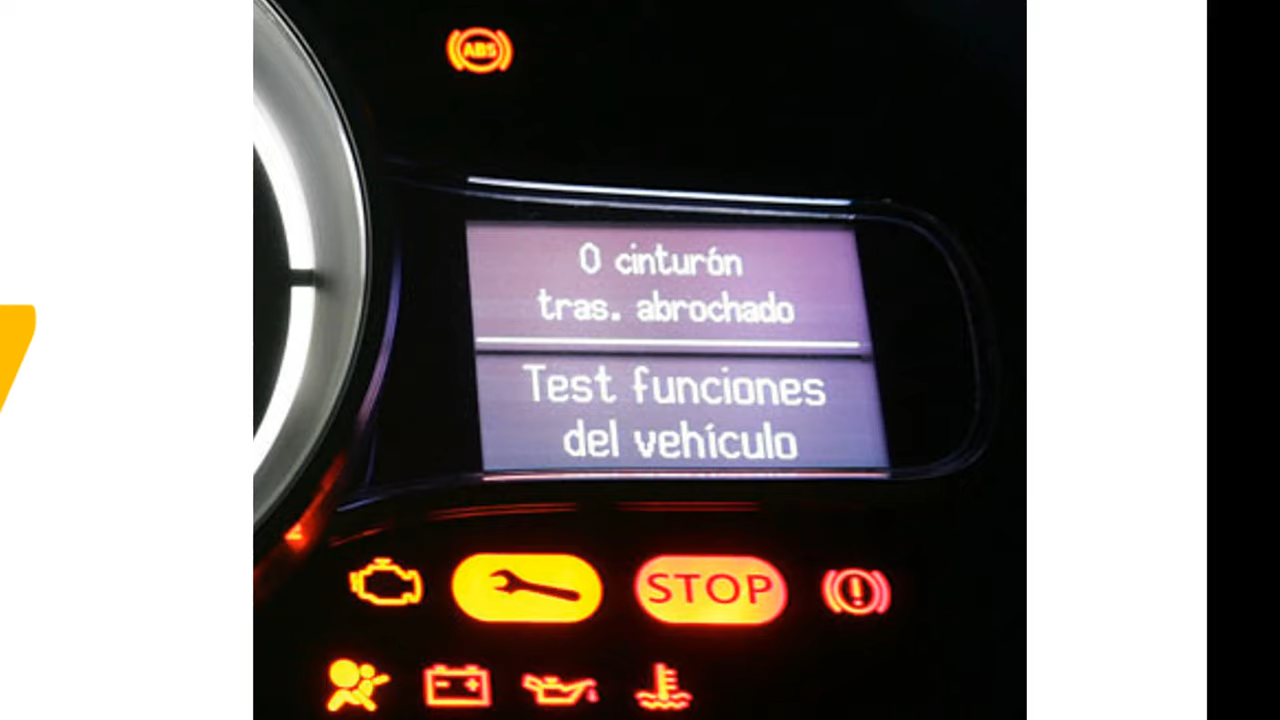 ABS
0 cinturón
tras. abrochado
Test funciones
del vehículo
STOP